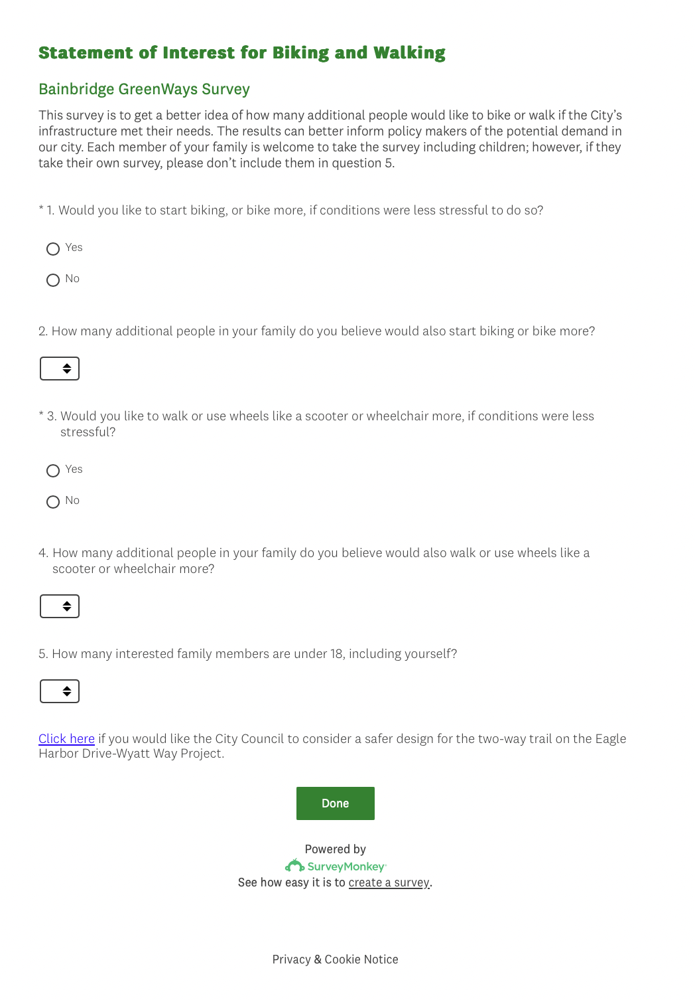 Statement of Interest for Biking and Walking
Bainbridge GreenWays Survey
This survey is to get a better idea of how many additional people would like to bike or walk if the City’s
infrastructure met their needs. The results can better inform policy makers of the potential demand in
our city. Each member of your family is welcome to take the survey including children; however, if they
take their own survey, please don’t include them in question 5.
* 1. Would you like to start biking, or bike more, if conditions were less stressful to do so?
Yes
No
2. How many additional people in your family do you believe would also start biking or bike more?
* 3. Would you like to walk or use wheels like a scooter or wheelchair more, if conditions were less
stressful?
Yes
No
4. How many additional people in your family do you believe would also walk or use wheels like a
scooter or wheelchair more?
5. How many interested family members are under 18, including yourself?
Click here if you would like the City Council to consider a safer design for the two-way trail on the Eagle
Harbor Drive-Wyatt Way Project.
Done
Powered by
SurveyMonkey
See how easy it is to create a survey.
Privacy & Cookie Notice